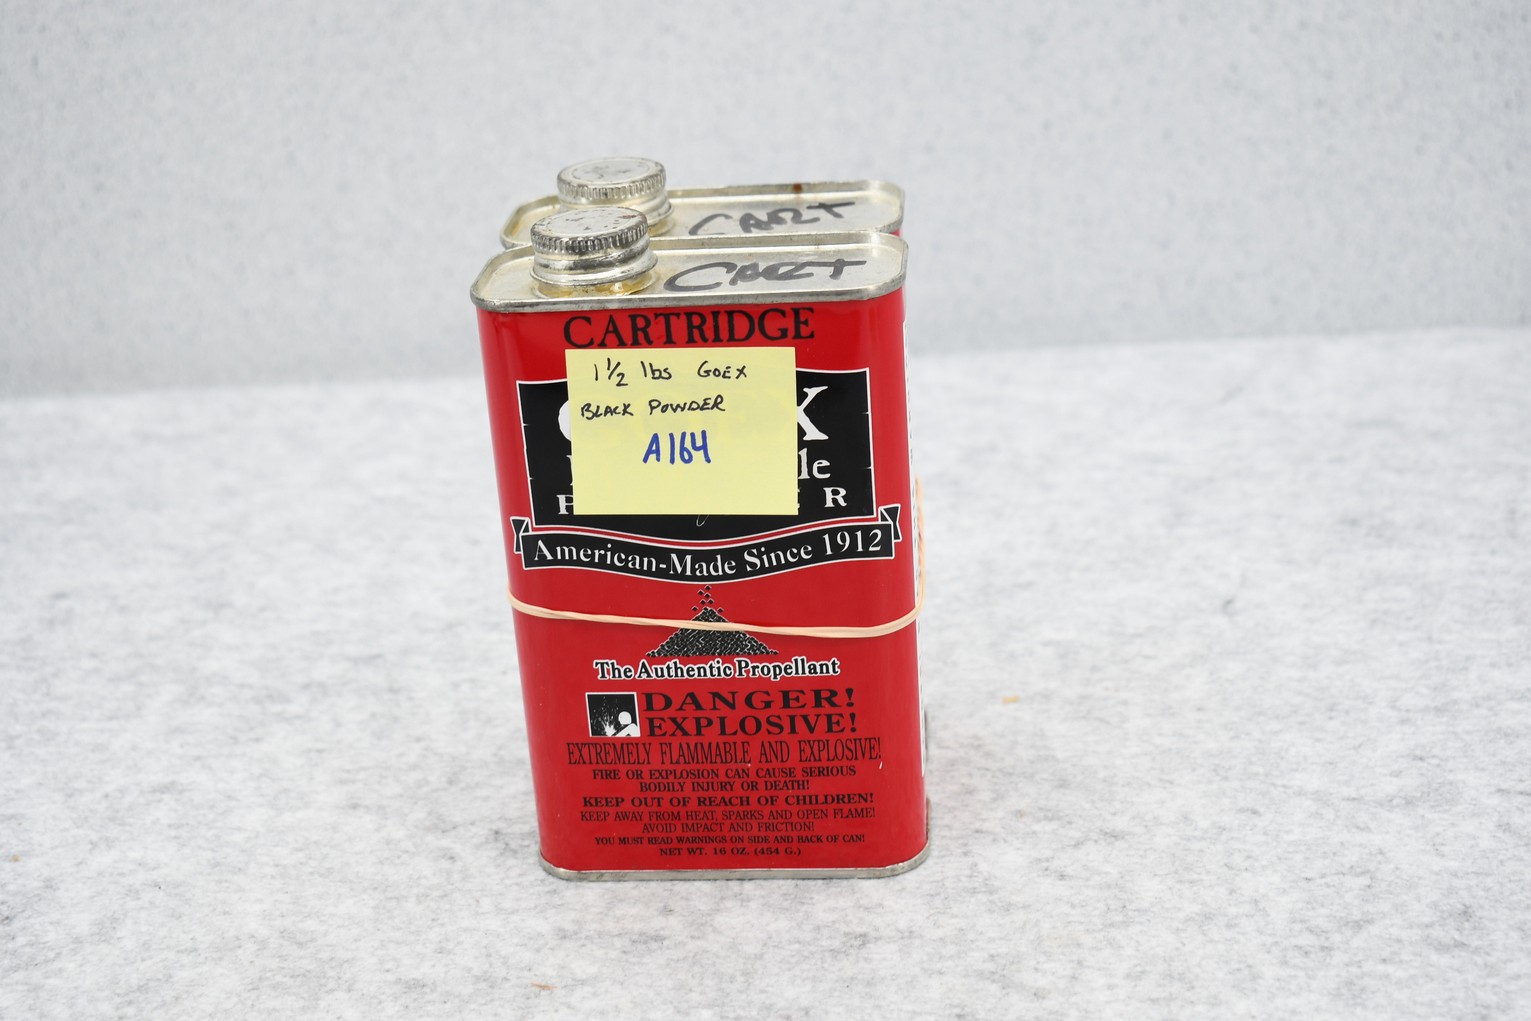 CART
CART
CARTRIDGE
1 1/2 lbs GOEX
BLACK POWDER
A164
X
le
P R
American-Made Since 1912
The Authentic Propellant
DANGER!
EXPLOSIVE!
EXTREMELY FLAMMABLE AND EXPLOSIVE!
FIRE OR EXPLOSION CAN CAUSE SERIOUS
BODILY INJURY OR DEATH!
KEEP OUT OF REACH OF CHILDREN!
KEEP AWAY FROM HEAT, SPARKS AND OPEN FLAME!
AVOID IMPACT AND FRICTION!
YOU MUST READ WARNINGS ON SIDE AND BACK OF CAN!
NET WT. 16 OZ. (454 G.)